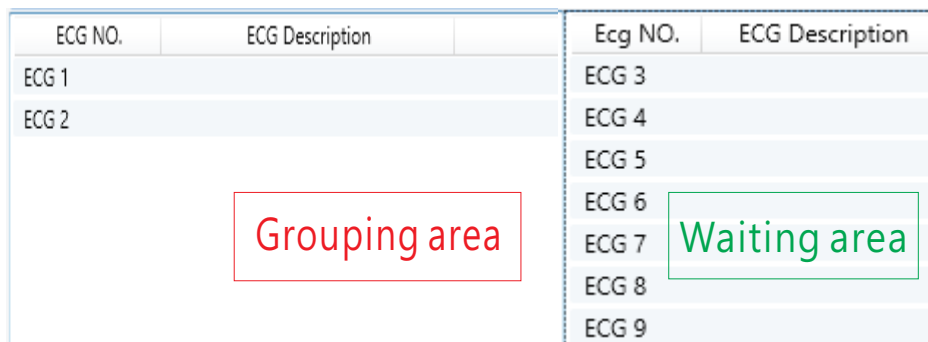 ECG NO. ECG Description
ECG 1
ECG 2
Grouping area
Ecg NO. ECG Description
ECG 3
ECG 4
ECG 5
ECG 6
ECG 7
ECG 8
ECG 9
Waiting area